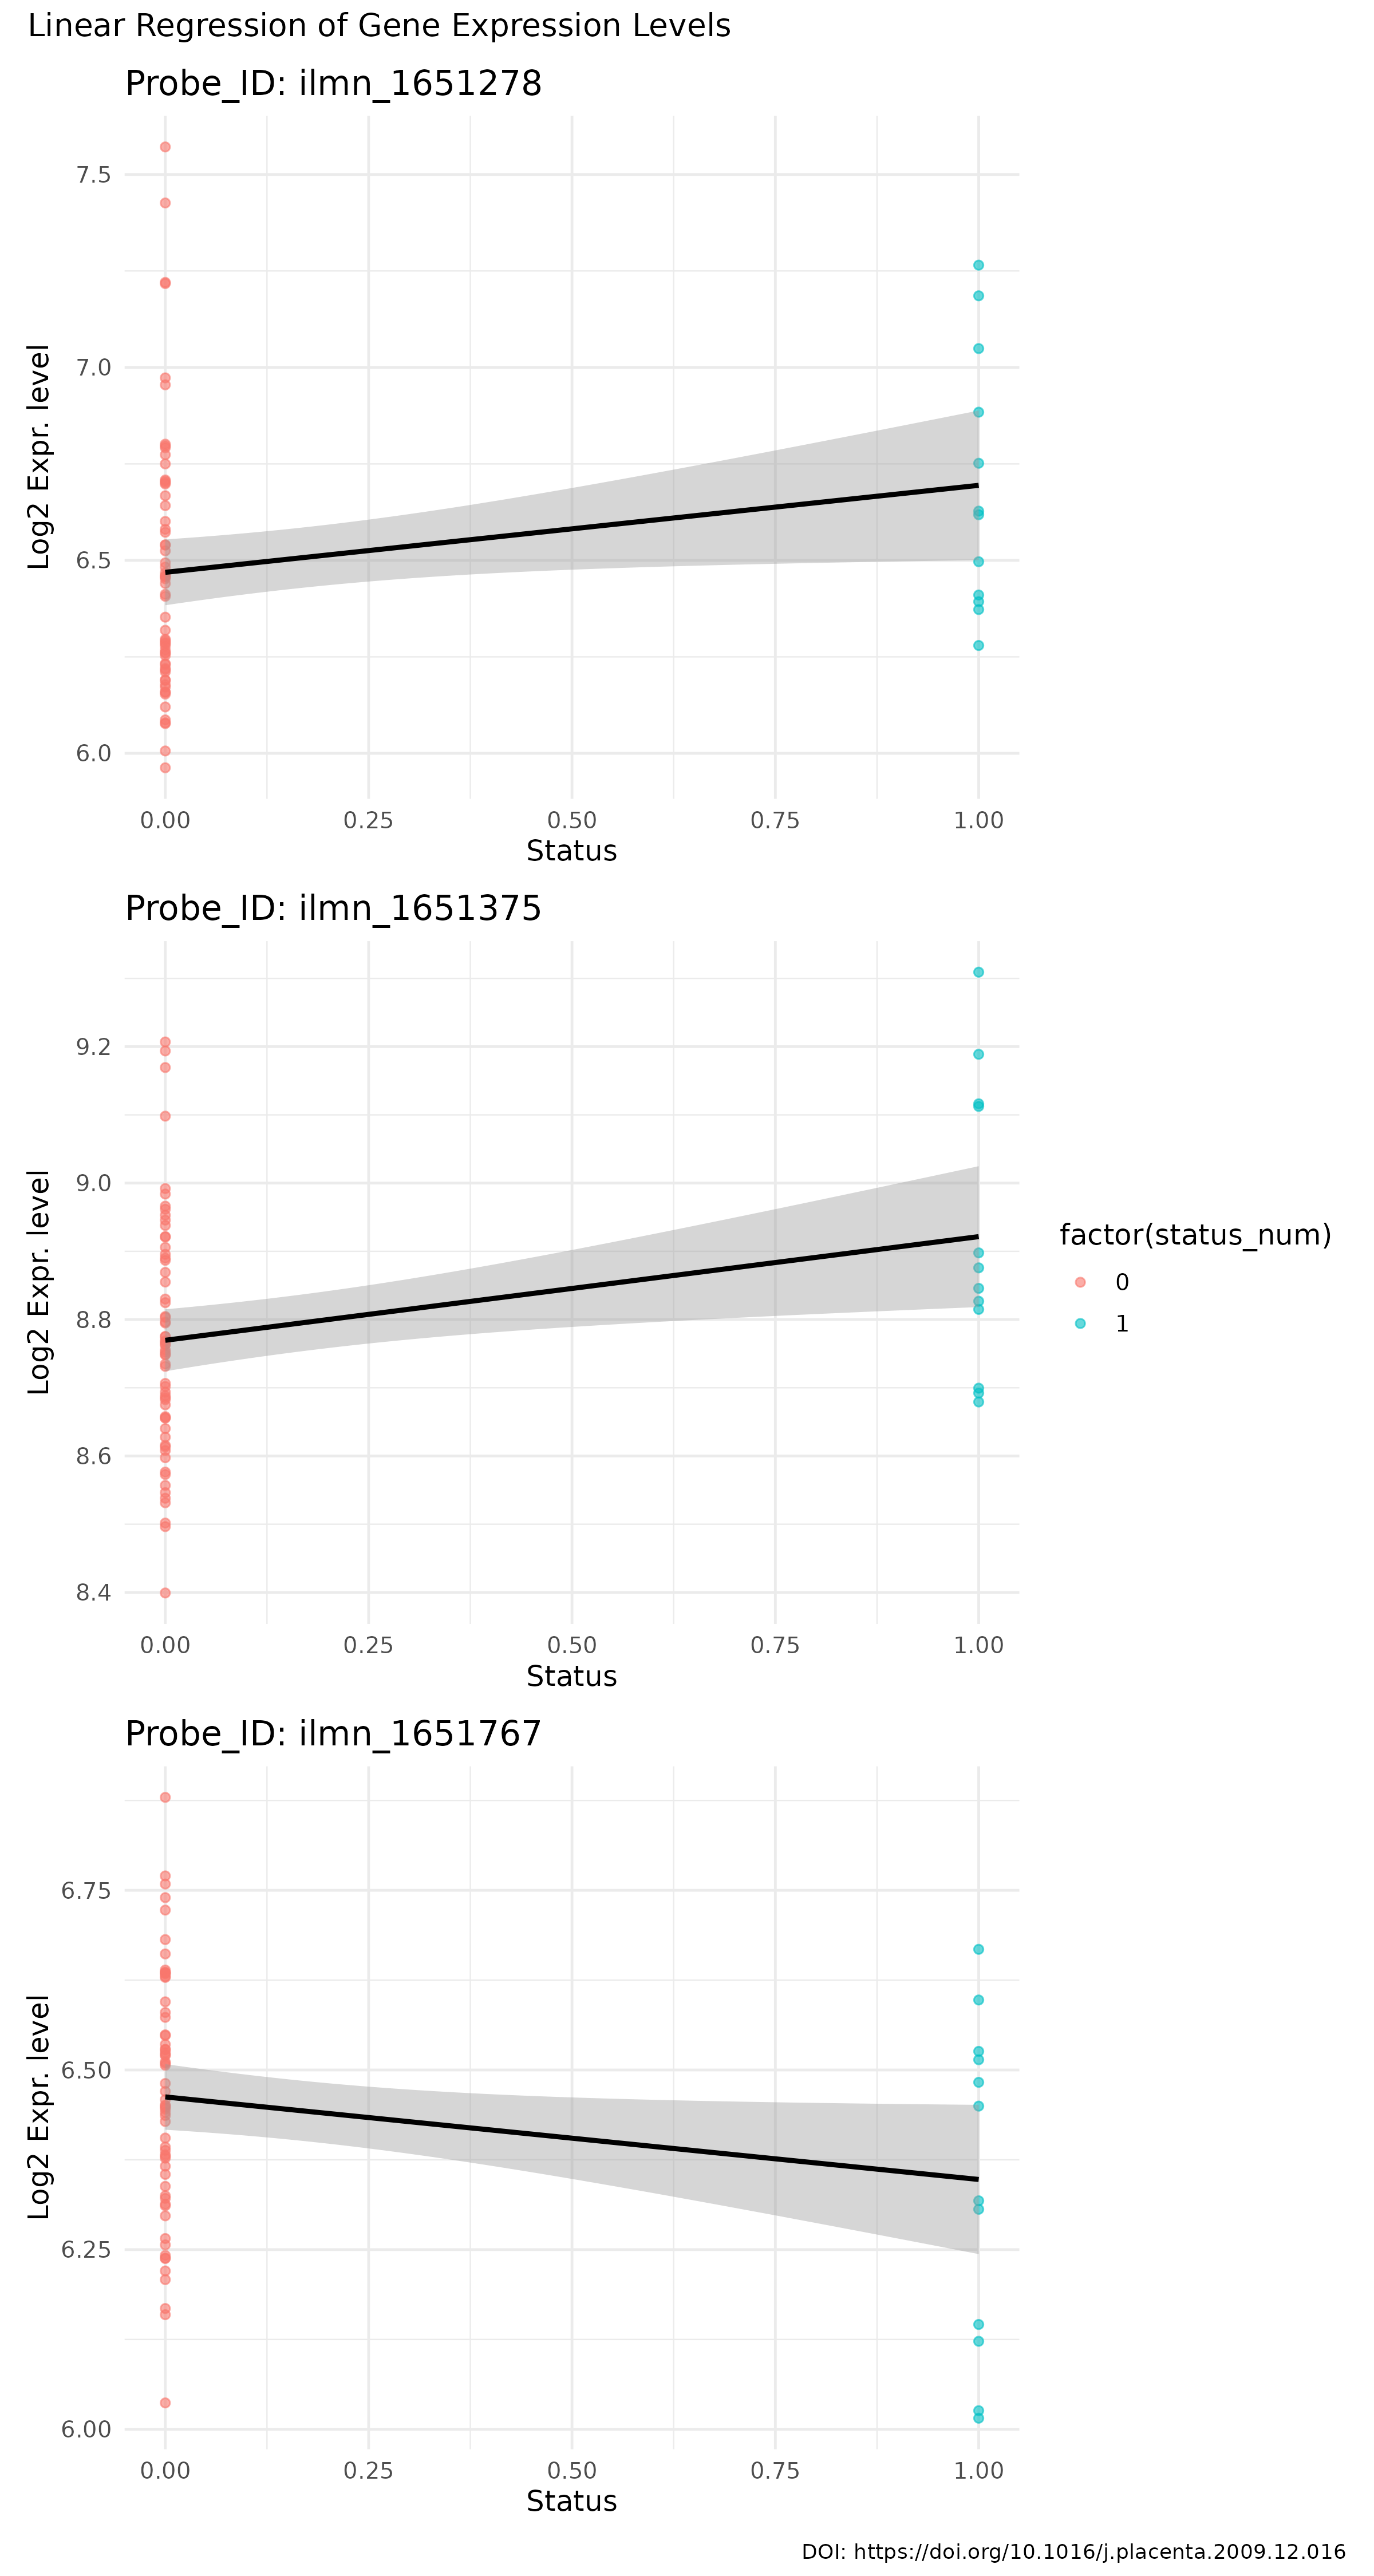 Linear Regression of Gene Expression Levels
Probe_ID: ilmn_1651278
Log2 Expr. level
7.5
7.0
6.5
6.0
0.00 0.25 0.50 0.75 1.00
Status
Probe_ID: ilmn_1651375
Log2 Expr. level
9.2
9.0
8.8
8.6
8.4
0.00 0.25 0.50 0.75 1.00
Status
factor(status_num)
0
1
Probe_ID: ilmn_1651767
Log2 Expr. level
6.75
6.50
6.25
6.00
0.00 0.25 0.50 0.75 1.00
Status
DOI: https://doi.org/10.1016/j.placenta.2009.12.016